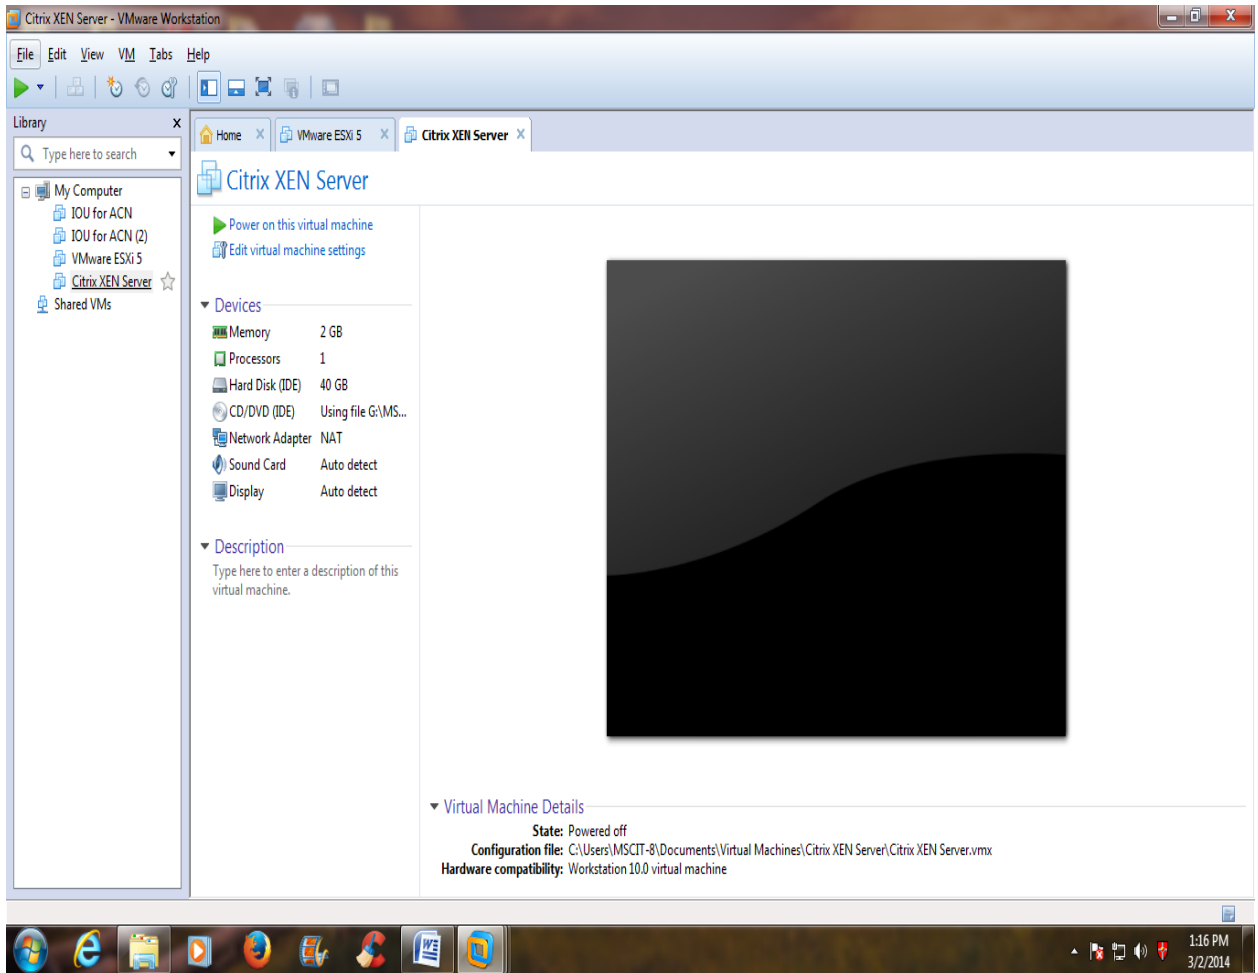 Citrix XEN Server - VMware Workstation
File Edit View VM Tabs Help
Library x
Type here to search
My Computer
IOU for ACN
IOU for ACN (2)
VMware ESXi 5
Citrix XEN Server
Shared VMs
Home VMware ESXi 5 Citrix XEN Server
Citrix XEN Server
Power on this virtual machine
Edit virtual machine settings
Devices
Memory 2 GB
Processors 1
Hard Disk (IDE) 40 GB
CD/DVD (IDE) Using file G:\MS...
Network Adapter NAT
Sound Card Auto detect
Display Auto detect
Description
Type here to enter a description of this
virtual machine.
Virtual Machine Details
State: Powered off
Configuration file: C:\Users\MSCIT-8\Documents\Virtual Machines\Citrix XEN Server\Citrix XEN Server.vmx
Hardware compatibility: Workstation 10.0 virtual machine
1:16 PM
3/2/2014